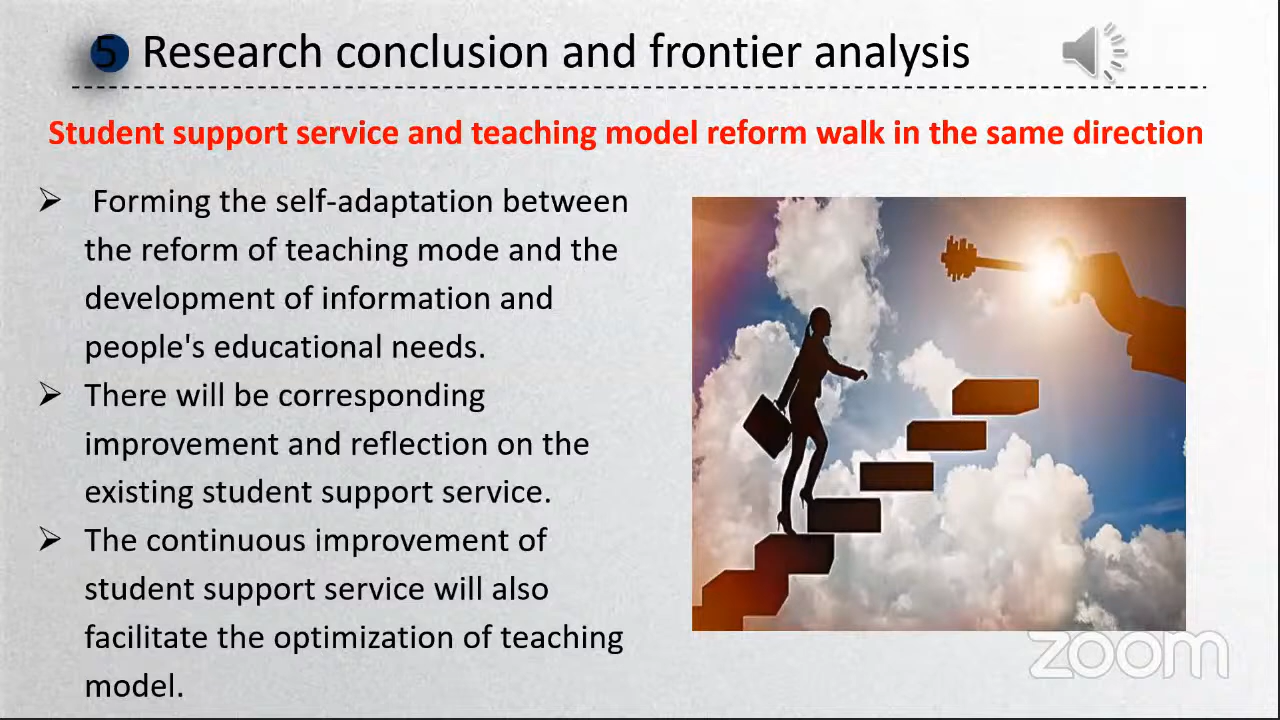 5 Research conclusion and frontier analysis
Student support service and teaching model reform walk in the same direction
Forming the self-adaptation between
the reform of teaching mode and the
development of information and
people's educational needs.
There will be corresponding
improvement and reflection on the
existing student support service.
The continuous improvement of
student support service will also
facilitate the optimization of teaching
model.
zoom